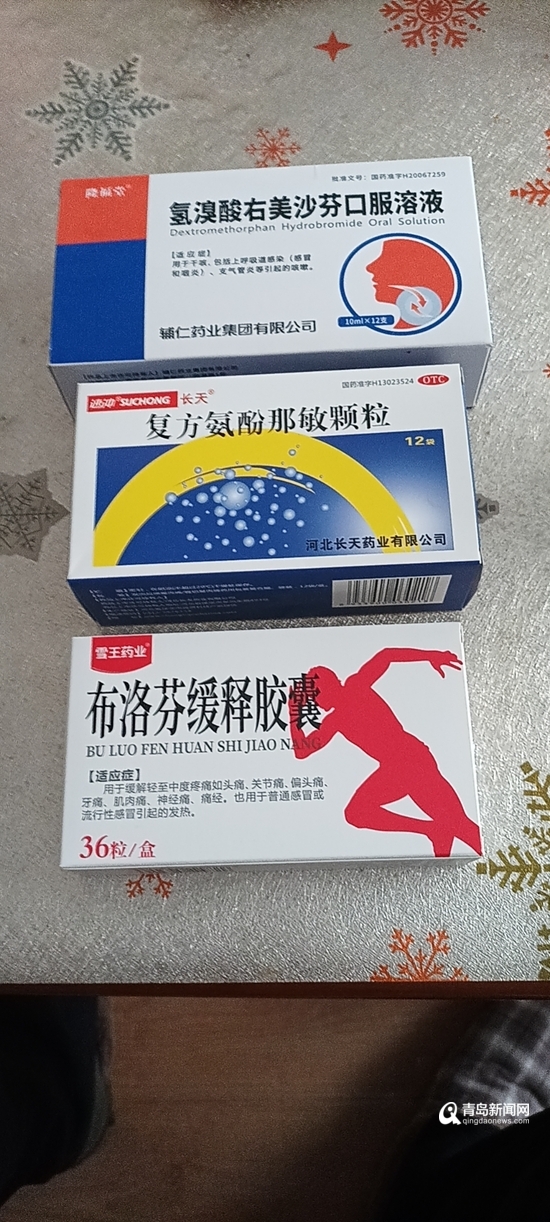 批准文号：国药准字H20067259
氢溴酸右美沙芬口服溶液
Dextromethorphan Hydrobromide Oral Solution
【适应症】
用于干咳，包括上呼吸道感染（感冒
和咽炎）、支气管炎等引起的咳嗽。
10ml×12支
辅仁药业集团有限公司
速冲® SUCHONG 长天®
国药准字H13023524 OTC
复方氨酚那敏颗粒
12袋
河北长天药业有限公司
雪王药业®
布洛芬缓释胶囊
BU LUO FEN HUAN SHI JIAO NANG
【适应症】
用于缓解轻至中度疼痛如头痛、关节痛、偏头痛、
牙痛、肌肉痛、神经痛、痛经。也用于普通感冒或
流行性感冒引起的发热。
36粒/盒
青岛新闻网
qingdaonews.com